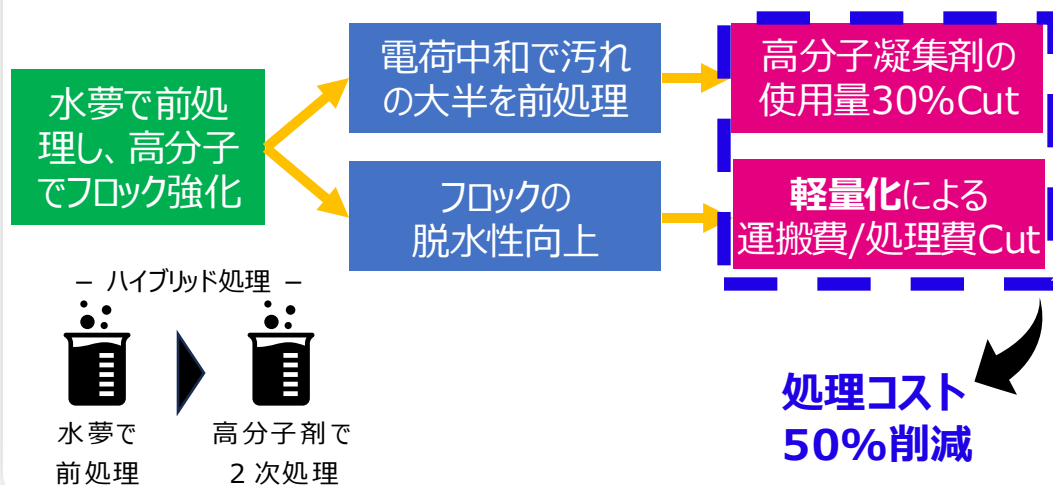 水夢で前処
理し、高分子
でフロック強化
電荷中和で汚れ
の大半を前処理
高分子凝集剤の
使用量30%Cut
フロックの
脱水性向上
軽量化による
運搬費/処理費Cut
– ハイブリッド処理 –
水夢で
前処理
高分子剤で
2次処理
処理コスト
50%削減